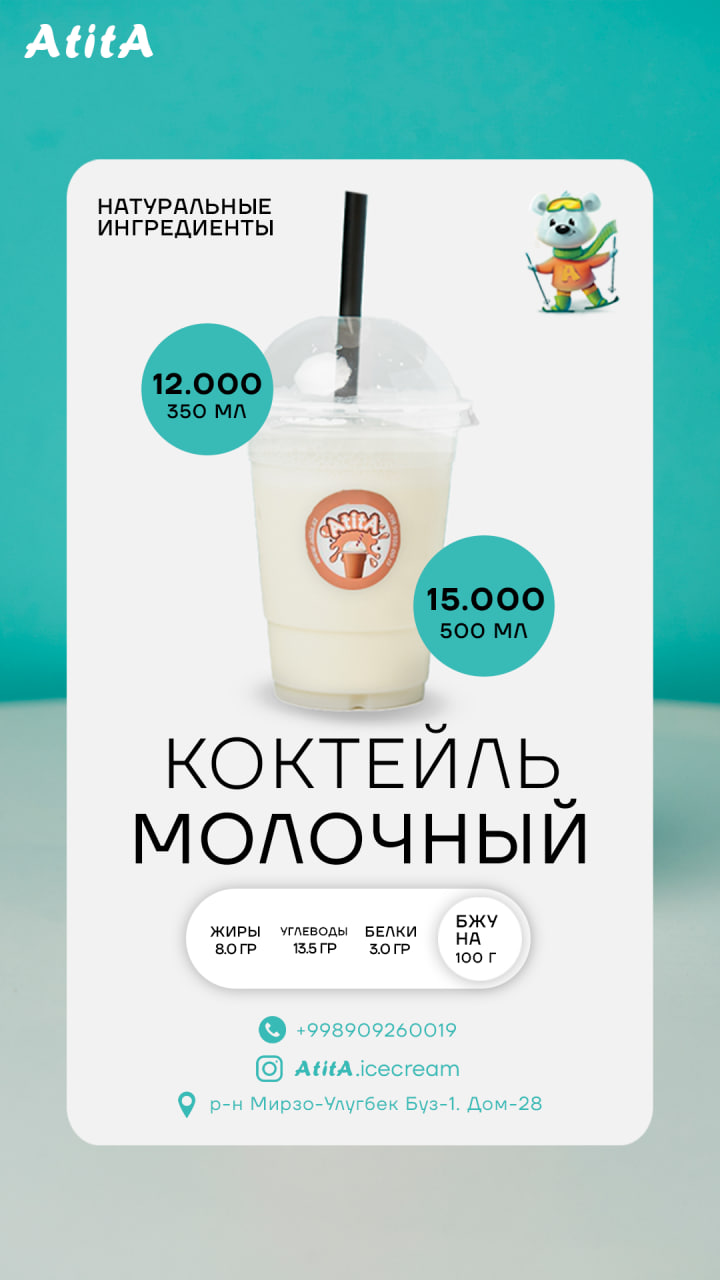 AtitA
НАТУРАЛЬНЫЕ
ИНГРЕДИЕНТЫ
A
12.000
350 МЛ
AtitA
15.000
500 МЛ
КОКТЕЙЛЬ
МОЛОЧНЫЙ
ЖИРЫ
8.0 ГР
УГЛЕВОДЫ
13.5 ГР
БЕЛКИ
3.0 ГР
БЖУ
НА
100 Г
+998909260019
AtitA.icecream
р-н Мирзо-Улугбек Буз-1. Дом-28